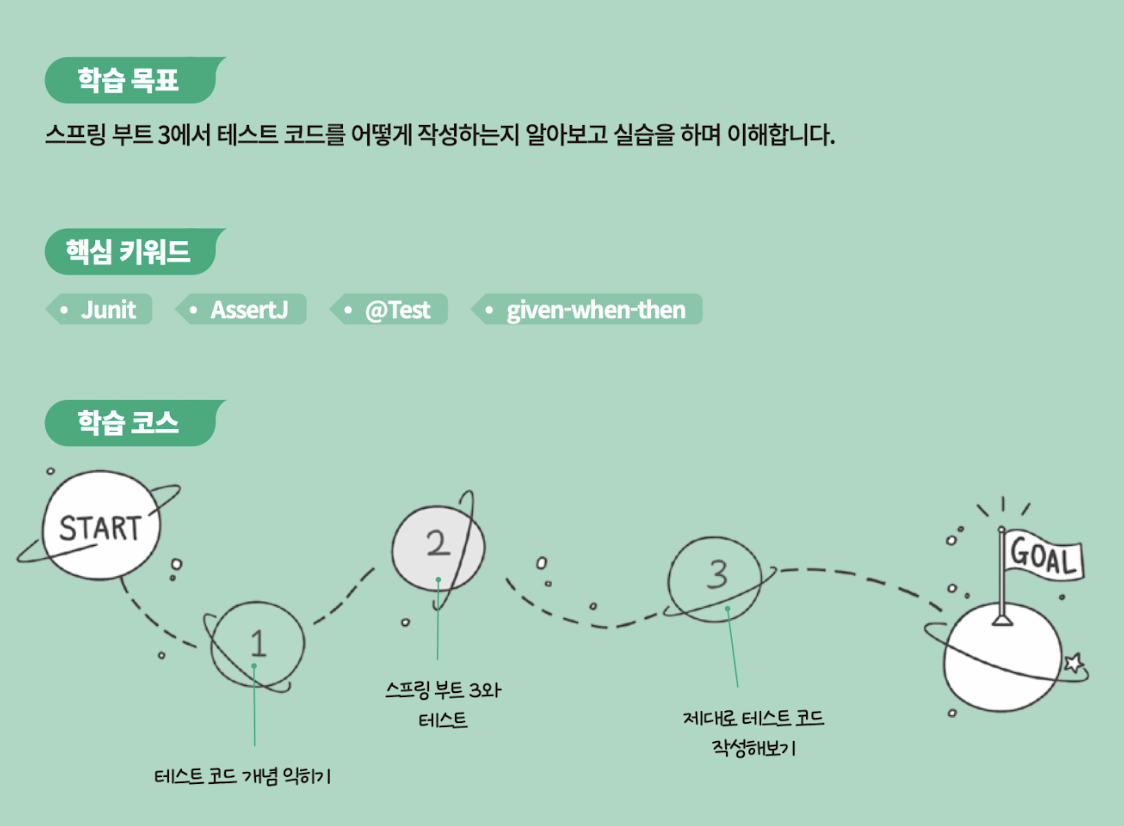 학습 목표
스프링 부트 3에서 테스트 코드를 어떻게 작성하는지 알아보고 실습을 하며 이해합니다.
핵심 키워드
• Junit • AssertJ • @Test • given-when-then
학습 코스
START
1
테스트 코드 개념 익히기
2
스프링 부트 3와
테스트
3
제대로 테스트 코드
작성해보기
GOAL